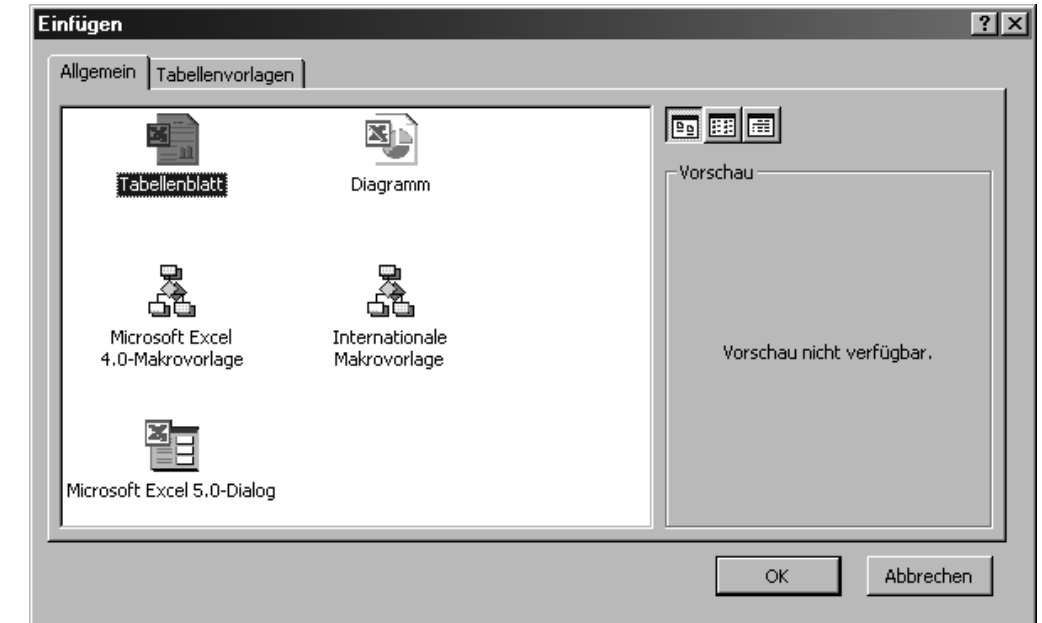 Einfügen
Allgemein
Tabellenvorlagen
Tabellenblatt
Diagramm
Microsoft Excel
4.0-Makrovorlage
Internationale
Makrovorlage
Microsoft Excel 5.0-Dialog
Vorschau
Vorschau nicht verfügbar.
OK
Abbrechen